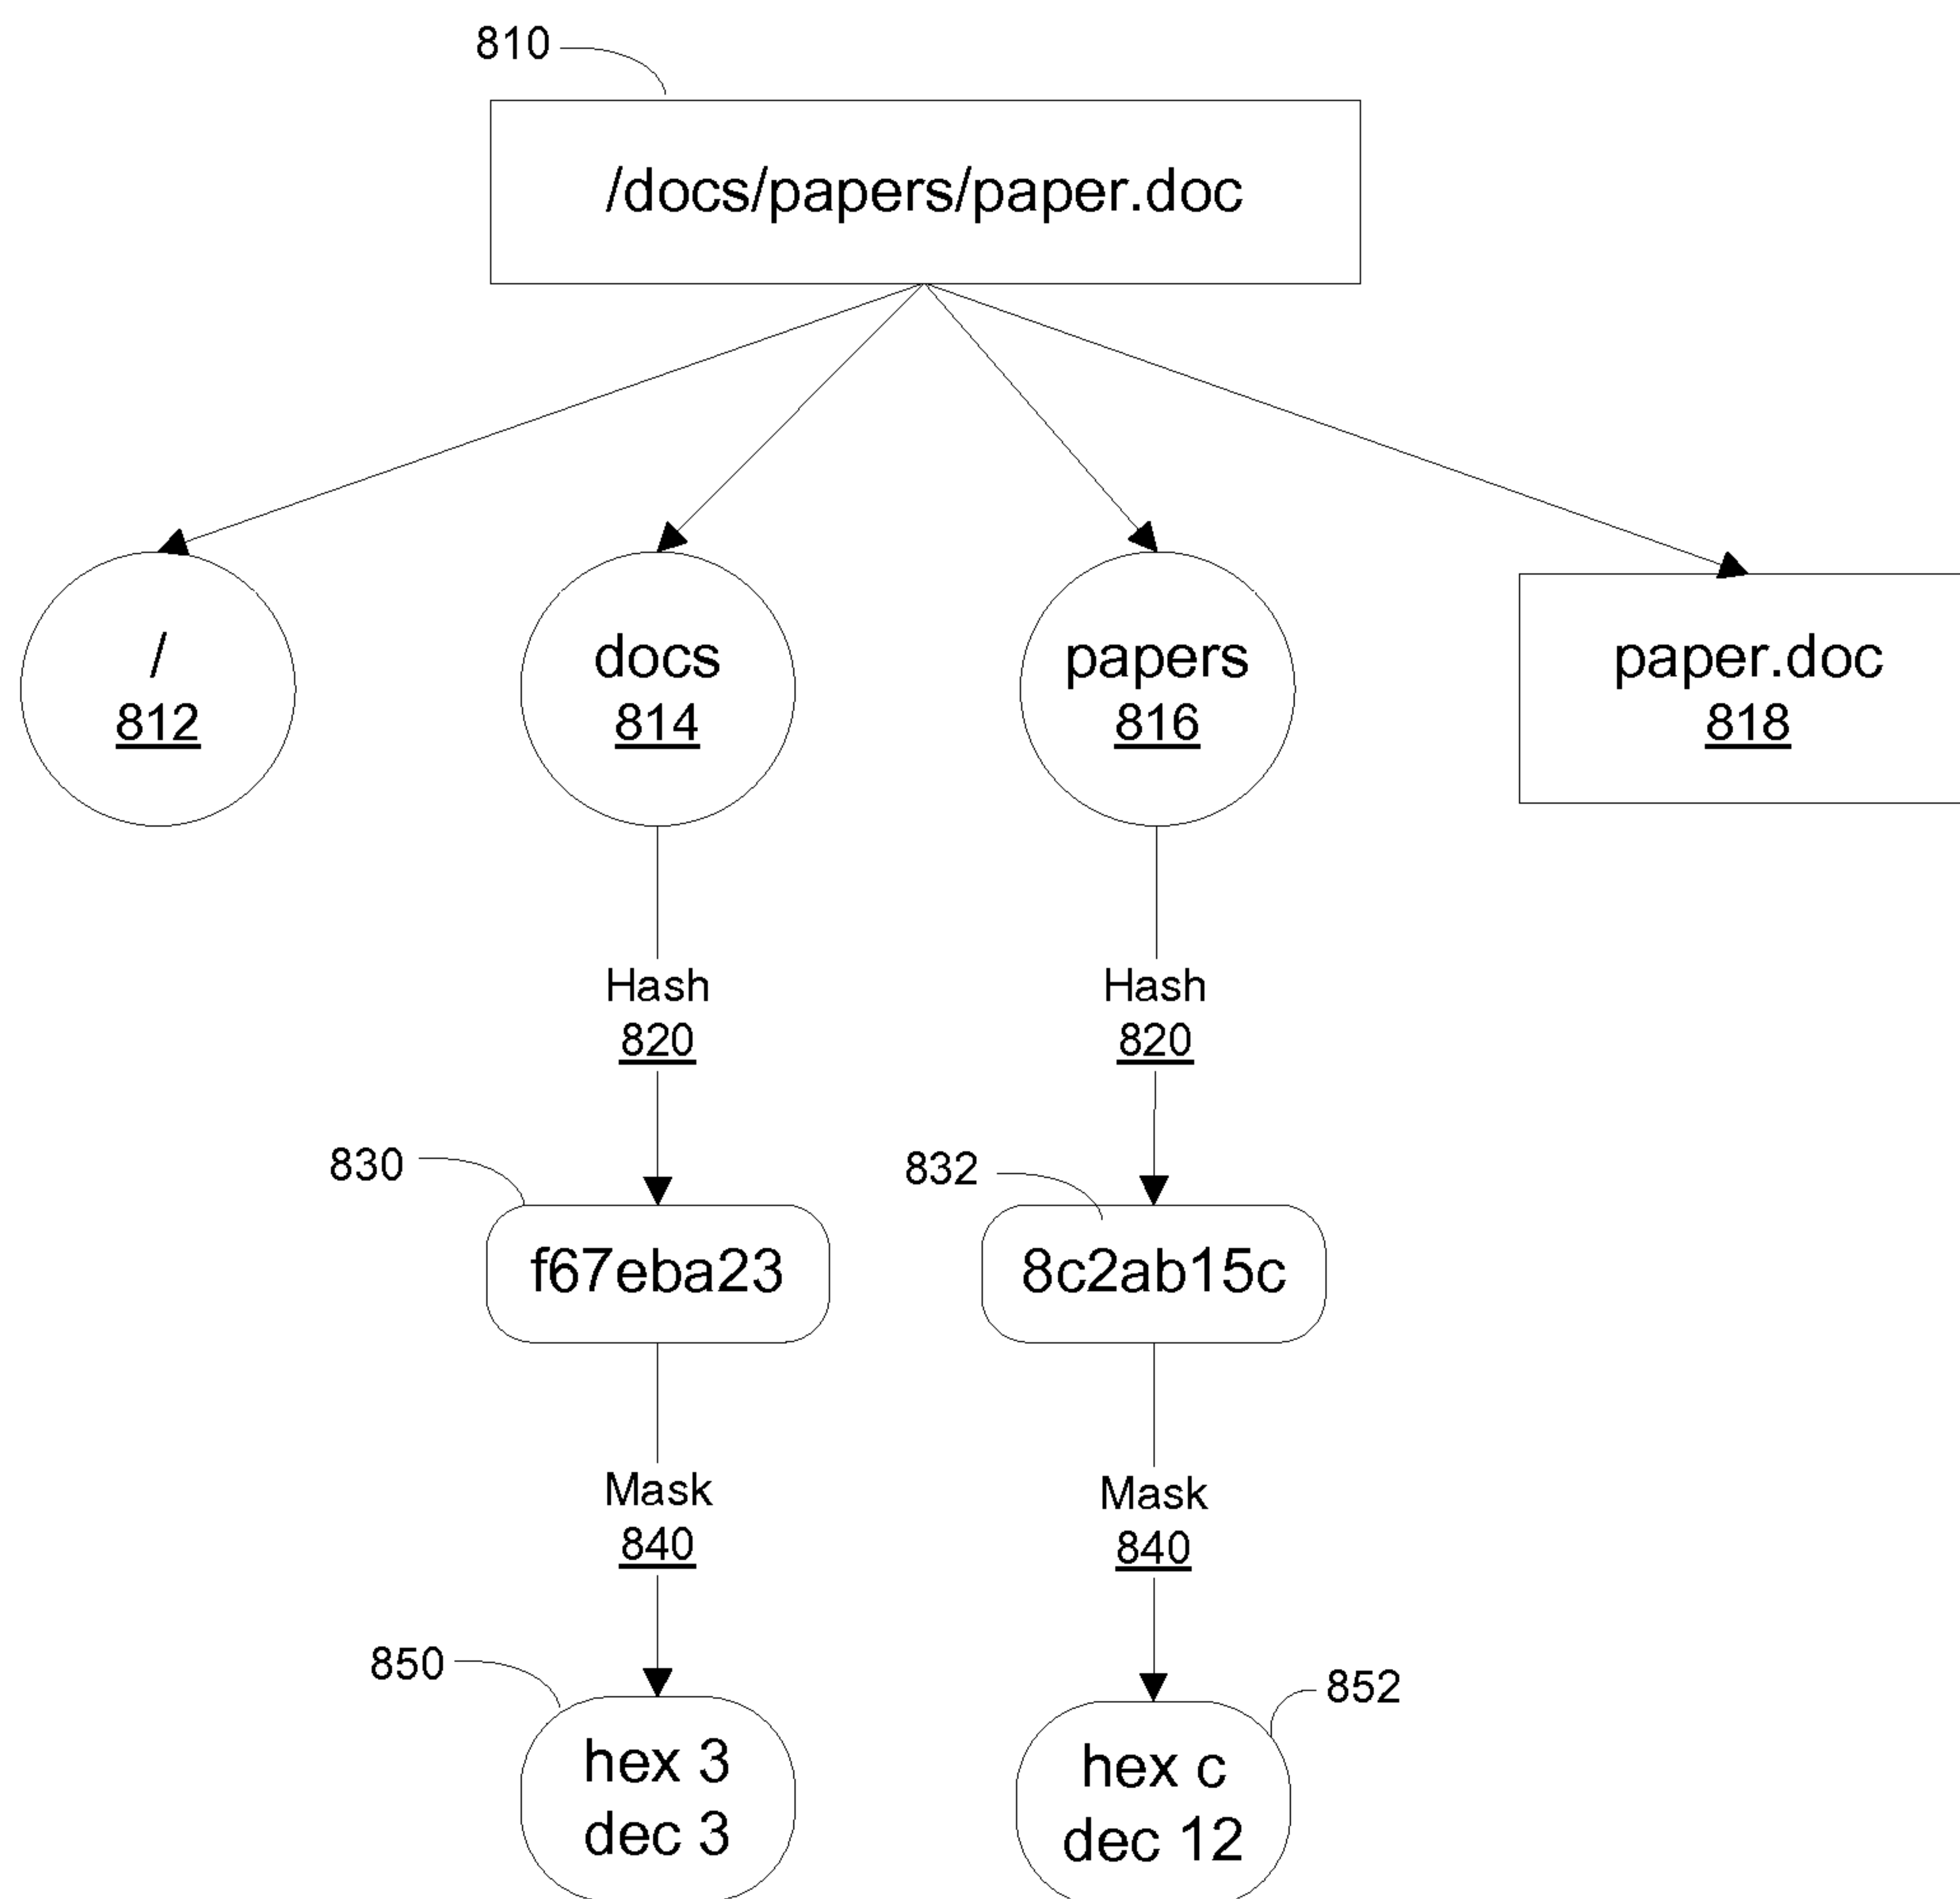 810
/docs/papers/paper.doc
/
812
docs
814
papers
816
paper.doc
818
Hash
820
Hash
820
830
832
f67eba23
8c2ab15c
Mask
840
Mask
840
850
852
hex 3
dec 3
hex c
dec 12